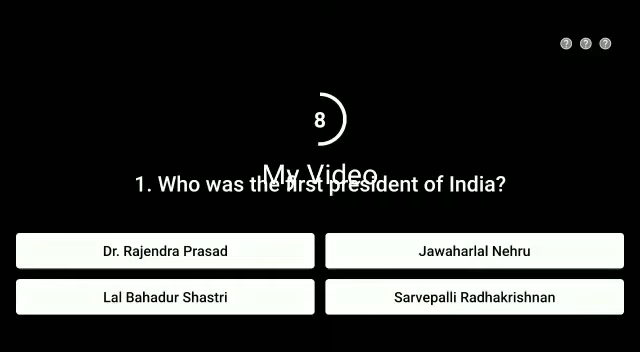 ? ? ?
8
My Video
1. Who was the first president of India?
Dr. Rajendra Prasad
Jawaharlal Nehru
Lal Bahadur Shastri
Sarvepalli Radhakrishnan